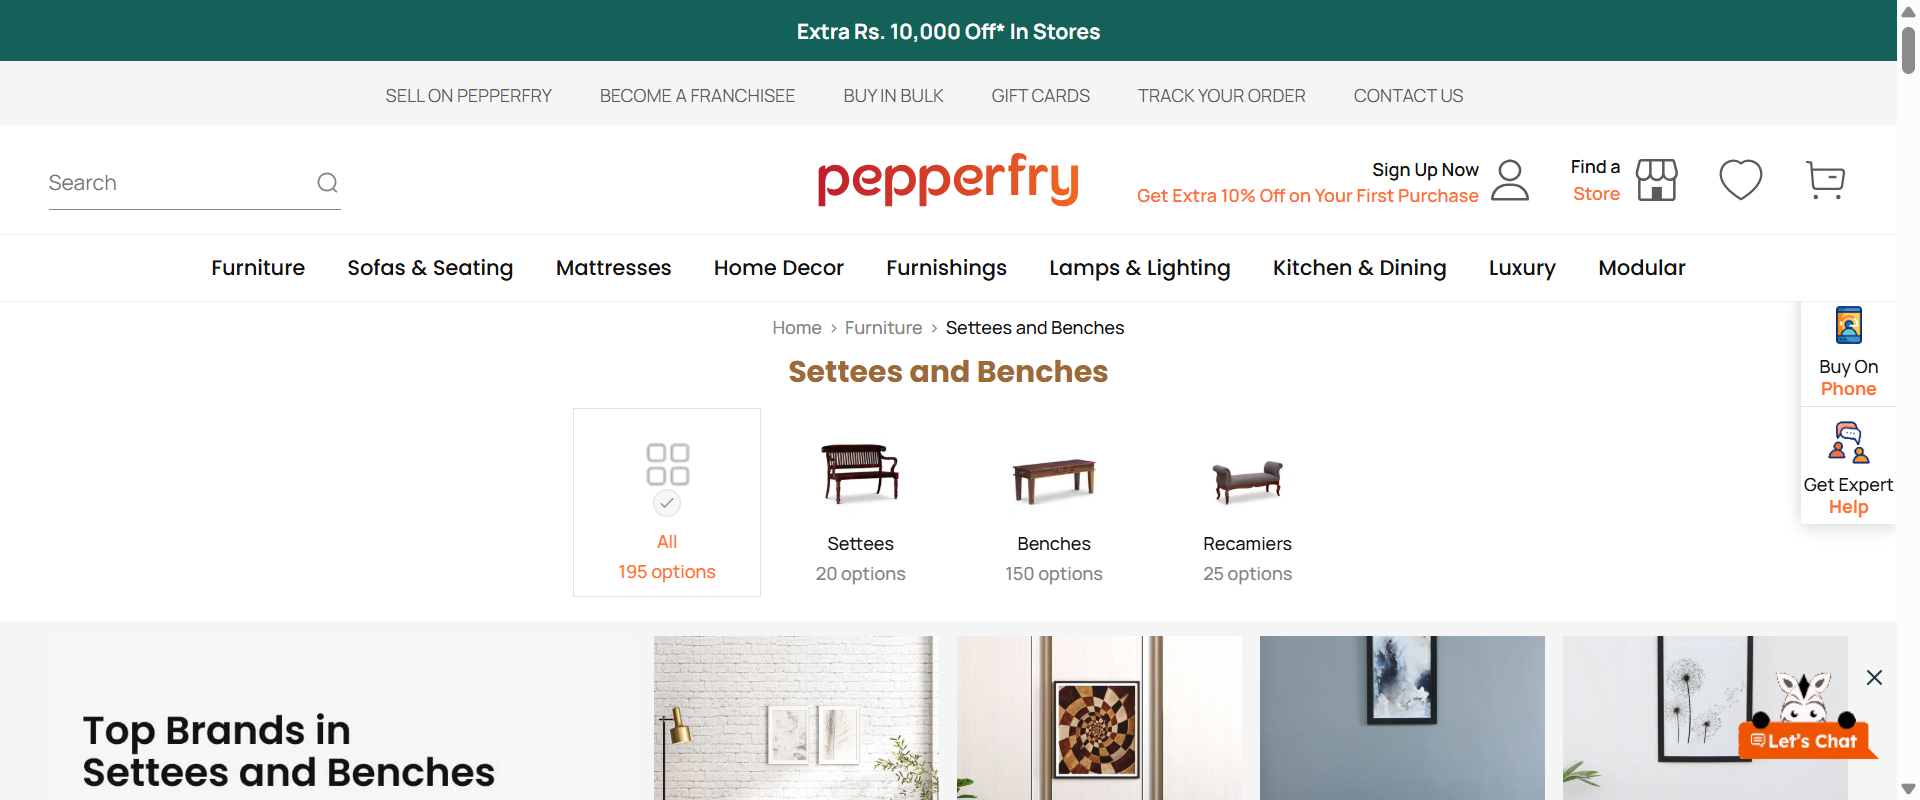 Extra Rs. 10,000 Off* In Stores
SELL ON PEPPERFRY
BECOME A FRANCHISEE
BUY IN BULK
GIFT CARDS
TRACK YOUR ORDER
CONTACT US
Search
pepperfry
Sign Up Now
Get Extra 10% Off on Your First Purchase
Find a
Store
Furniture
Sofas & Seating
Mattresses
Home Decor
Furnishings
Lamps & Lighting
Kitchen & Dining
Luxury
Modular
Home > Furniture > Settees and Benches
Settees and Benches
Buy On
Phone
Get Expert
Help
All
195 options
Settees
20 options
Benches
150 options
Recamiers
25 options
Top Brands in
Settees and Benches
Let's Chat